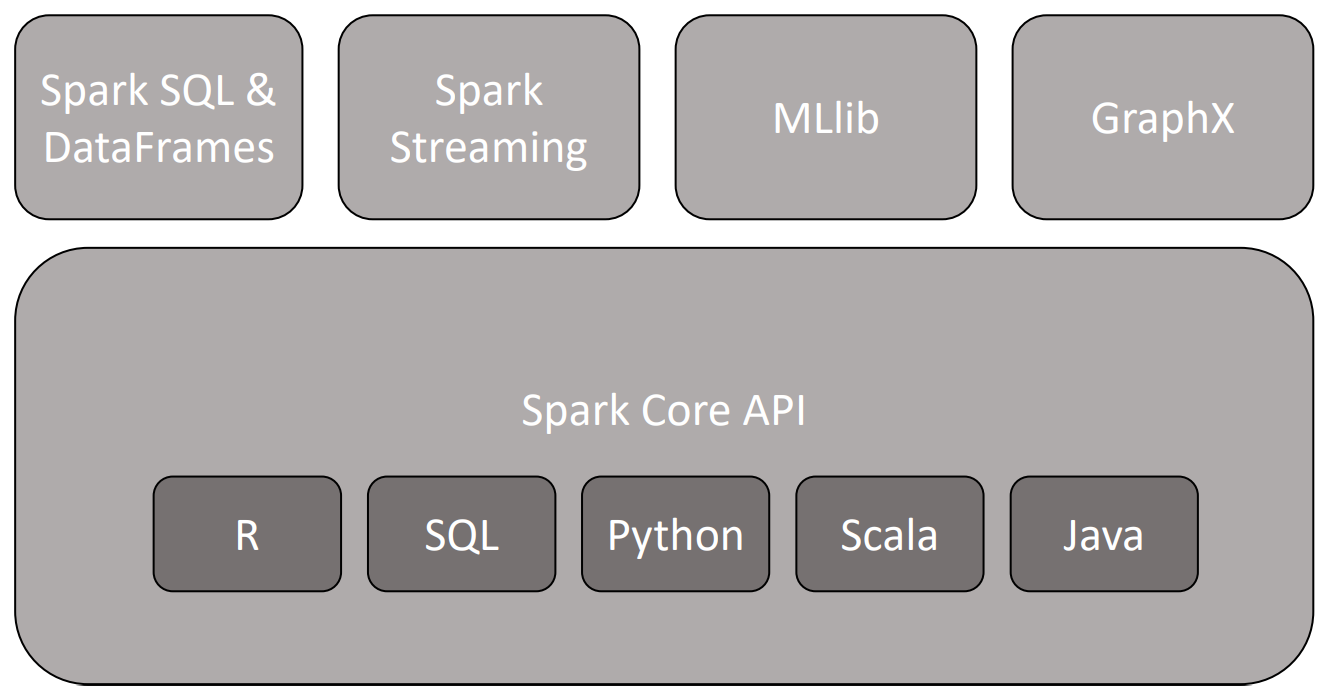 Spark SQL &
DataFrames
Spark
Streaming
MLlib
GraphX
Spark Core API
R
SQL
Python
Scala
Java